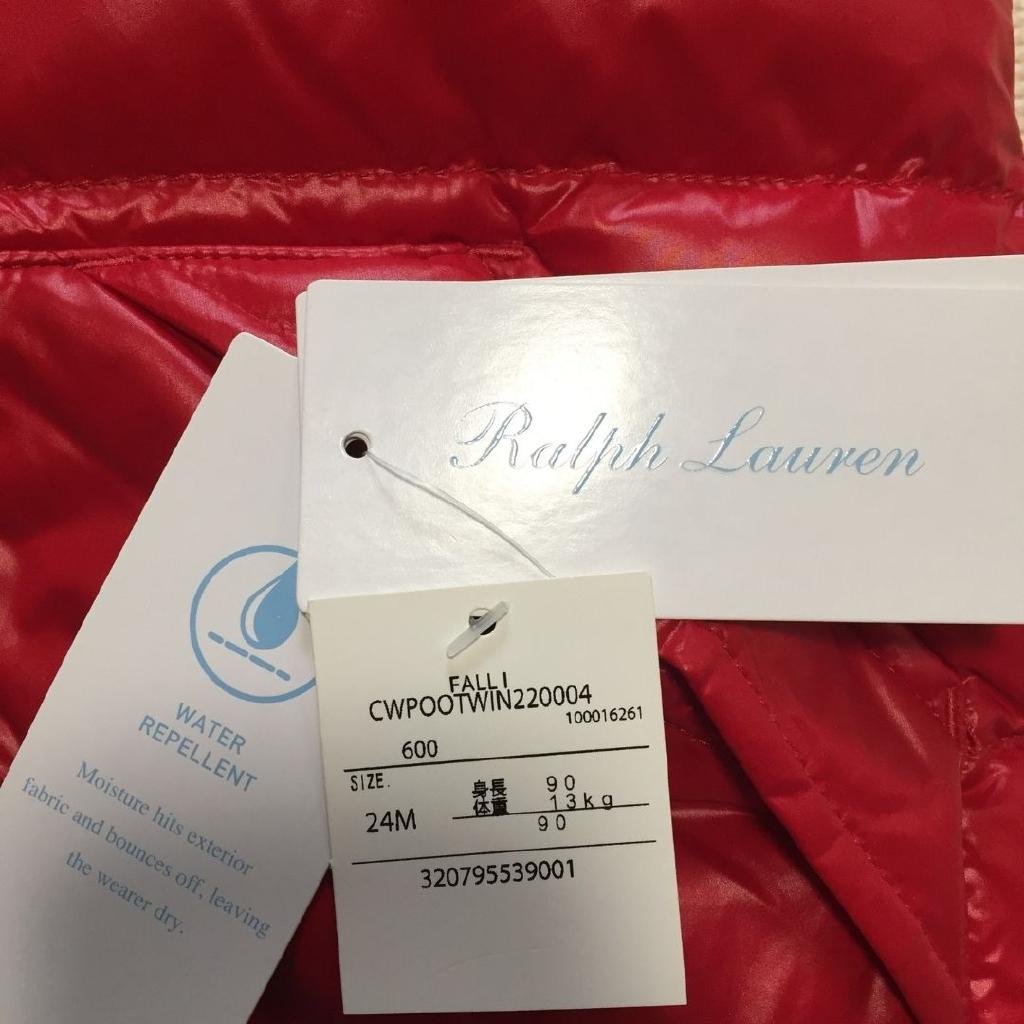 Ralph Lauren
WATER
REPELLENT
Moisture hits exterior
fabric and bounces off, leaving
the wearer dry.
FALL I
CWPOOTWIN220004
100016261
600
SIZE.
24M
身長 90
体重 13kg
90
320795539001